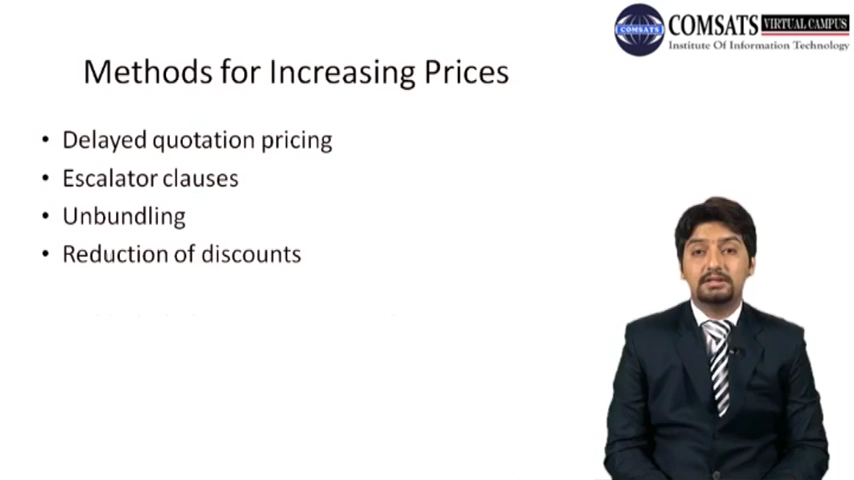 COMSATS VIRTUAL CAMPUS
Institute Of Information Technology
COMSATS
Methods for Increasing Prices
• Delayed quotation pricing
• Escalator clauses
• Unbundling
• Reduction of discounts